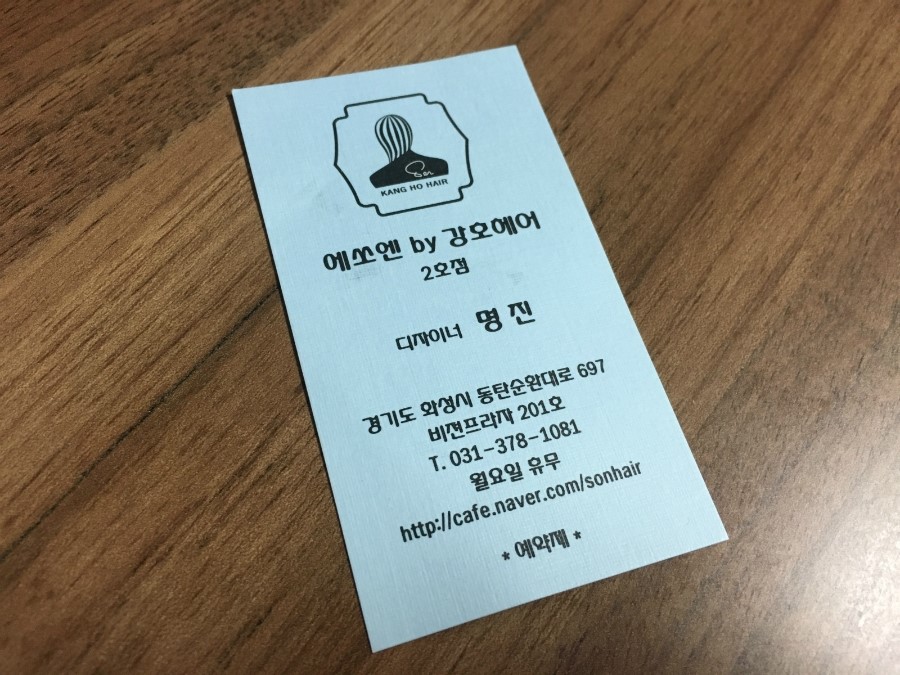 Son
KANG HO HAIR
에쏘엔 by 강호헤어
2호점
디자이너 명진
경기도 화성시 동탄순환대로 697
비젼프라자 201호
T. 031-378-1081
월요일 휴무
http://cafe.naver.com/sonhair
* 예약제 *